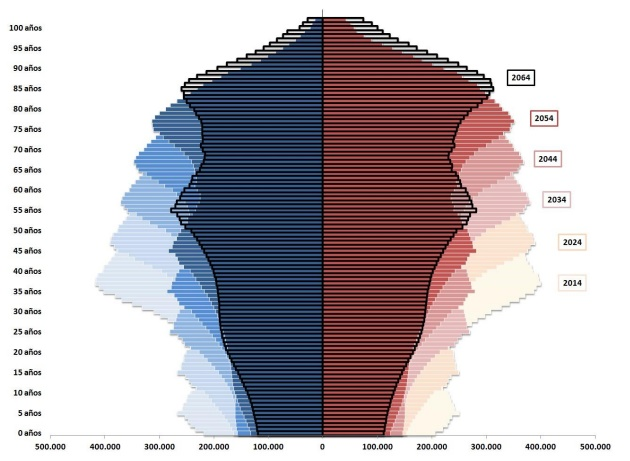 100 años
95 años
90 años
2064
85 años
80 años
2054
75 años
70 años
2044
65 años
60 años
2034
55 años
50 años
2024
45 años
40 años
2014
35 años
30 años
25 años
20 años
15 años
10 años
5 años
0 años
500.000 400.000 300.000 200.000 100.000 0 100.000 200.000 300.000 400.000 500.000